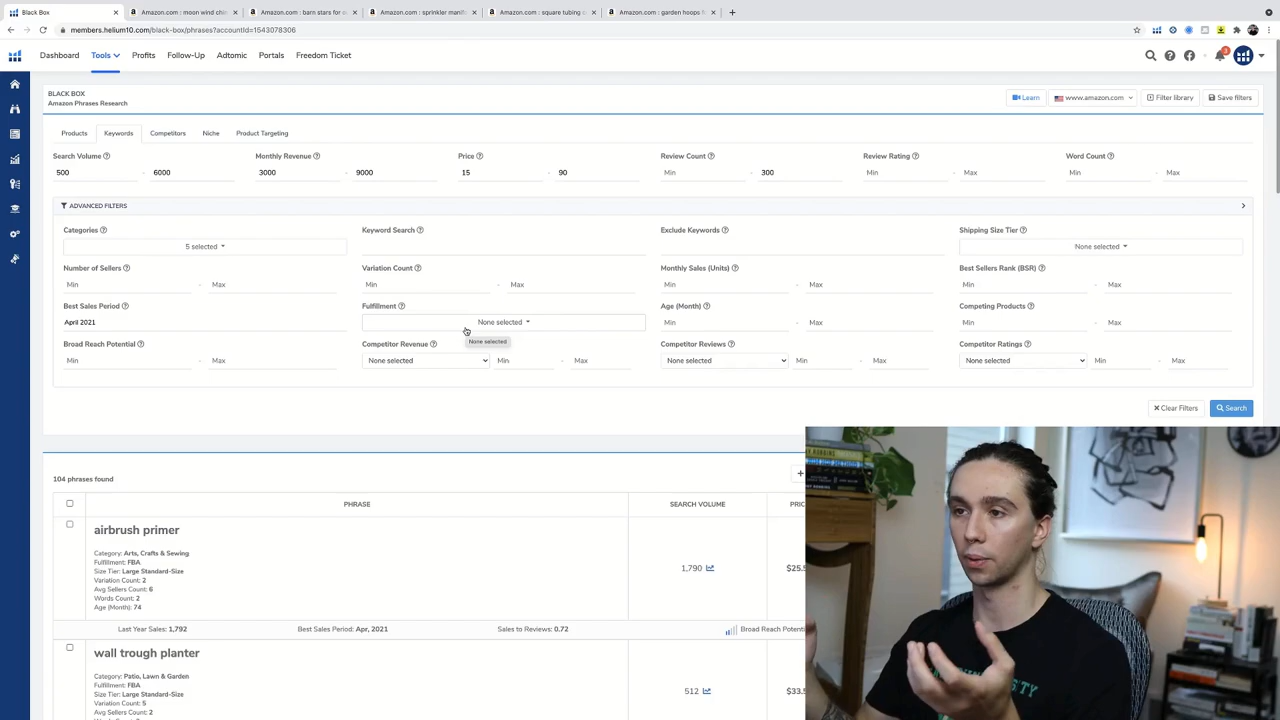 Black Box
Amazon.com : moon wind chi
Amazon.com : barn stars for o
Amazon.com : sprinkler manif
Amazon.com : square tubing c
Amazon.com : garden hoops f
members.helium10.com/black-box/phrases?accountId=1543078306
Dashboard Tools Profits Follow-Up Adtomic Portals Freedom Ticket
3
BLACK BOX
Amazon Phrases Research
Learn www.amazon.com Filter library Save filters
Products Keywords Competitors Niche Product Targeting
Search Volume Monthly Revenue Price Review Count Review Rating Word Count
500 - 6000 3000 - 9000 15 - 90 Min - 300 Min - Max Min - Max
ADVANCED FILTERS
Categories Keyword Search Exclude Keywords Shipping Size Tier
5 selected None selected
Number of Sellers Variation Count Monthly Sales (Units) Best Sellers Rank (BSR)
Min - Max Min - Max Min - Max Min - Max
Best Sales Period Fulfillment Age (Month) Competing Products
April 2021 None selected Min - Max Min - Max
None selected
Broad Reach Potential Competitor Revenue Competitor Reviews Competitor Ratings
Min - Max None selected Min - Max None selected Min - Max None selected Min - Max
Clear Filters Search
104 phrases found
+
PHRASE SEARCH VOLUME PRIC
airbrush primer
Category: Arts, Crafts & Sewing
Fulfillment: FBA
Size Tier: Large Standard-Size
Variation Count: 2
Avg Sellers Count: 6
Words Count: 2
Age (Month): 74
1,790 $25.5
Last Year Sales: 1,792 Best Sales Period: Apr, 2021 Sales to Reviews: 0.72 Broad Reach Potentia
wall trough planter
Category: Patio, Lawn & Garden
Fulfillment: FBA
Size Tier: Large Standard-Size
Variation Count: 5
Avg Sellers Count: 2
512 $33.5